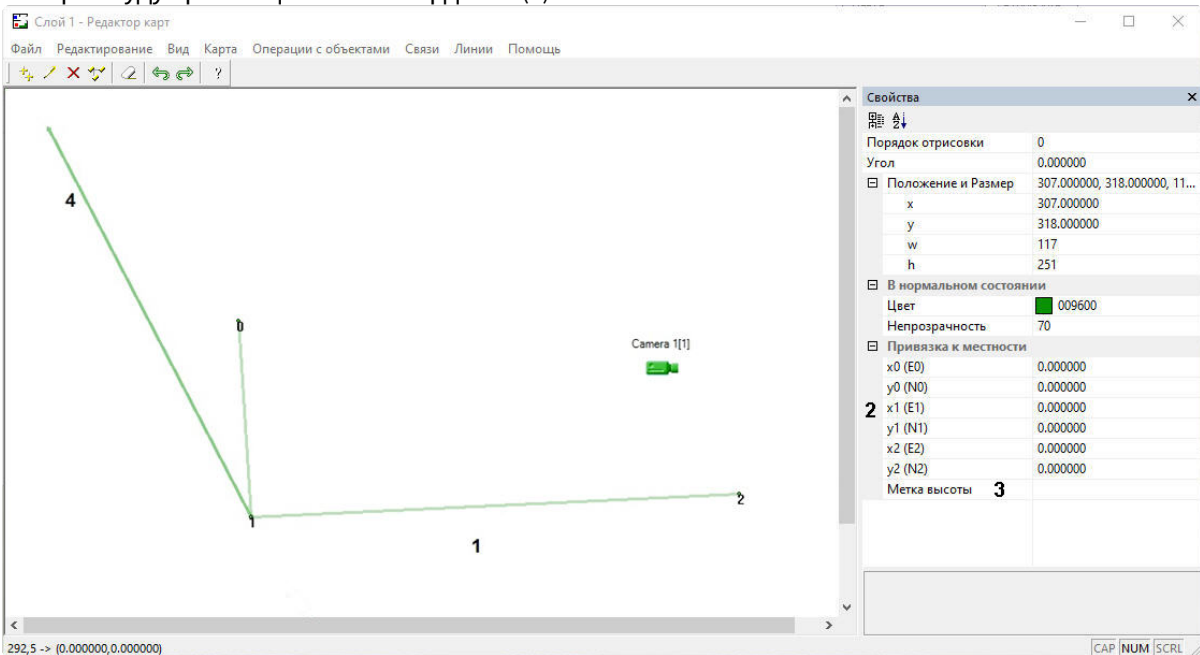 Слой 1 - Редактор карт
Файл Редактирование Вид Карта Операции с объектами Связи Линии Помощь
?
4
0
Camera 1[1]
1
2
1
Свойства
Порядок отрисовки 0
Угол 0.000000
Положение и Размер 307.000000, 318.000000, 11...
x 307.000000
y 318.000000
w 117
h 251
В нормальном состоянии
Цвет 009600
Непрозрачность 70
Привязка к местности
x0 (E0) 0.000000
y0 (N0) 0.000000
2 x1 (E1) 0.000000
y1 (N1) 0.000000
x2 (E2) 0.000000
y2 (N2) 0.000000
Метка высоты 3
292,5 -> (0.000000,0.000000)
CAP NUM SCRL